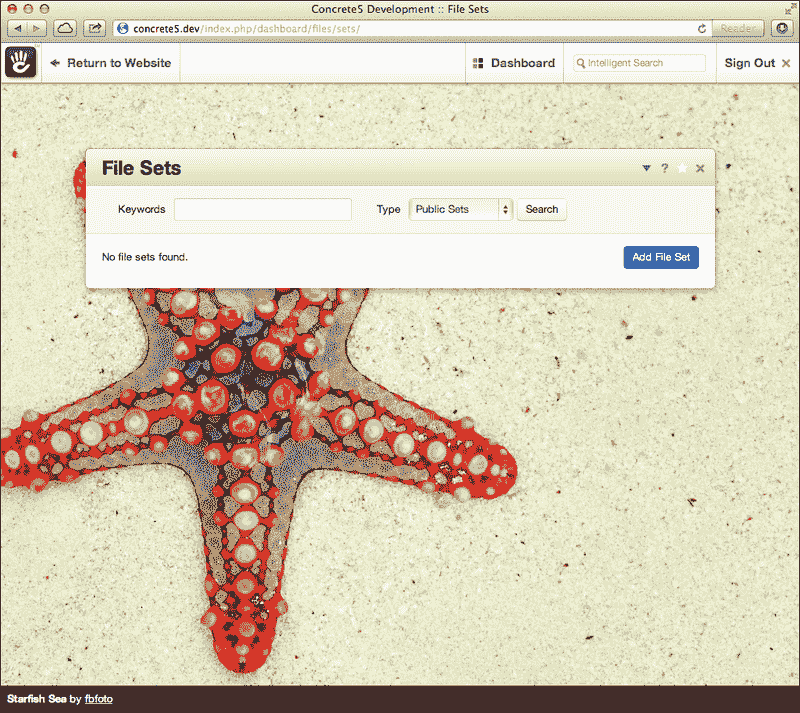 Concrete5 Development :: File Sets
concrete5.dev/index.php/dashboard/files/sets/
Reader
Return to Website
Dashboard
Intelligent Search
Sign Out
File Sets
?
Keywords
Type
Public Sets
Search
No file sets found.
Add File Set
Starfish Sea by fbfoto